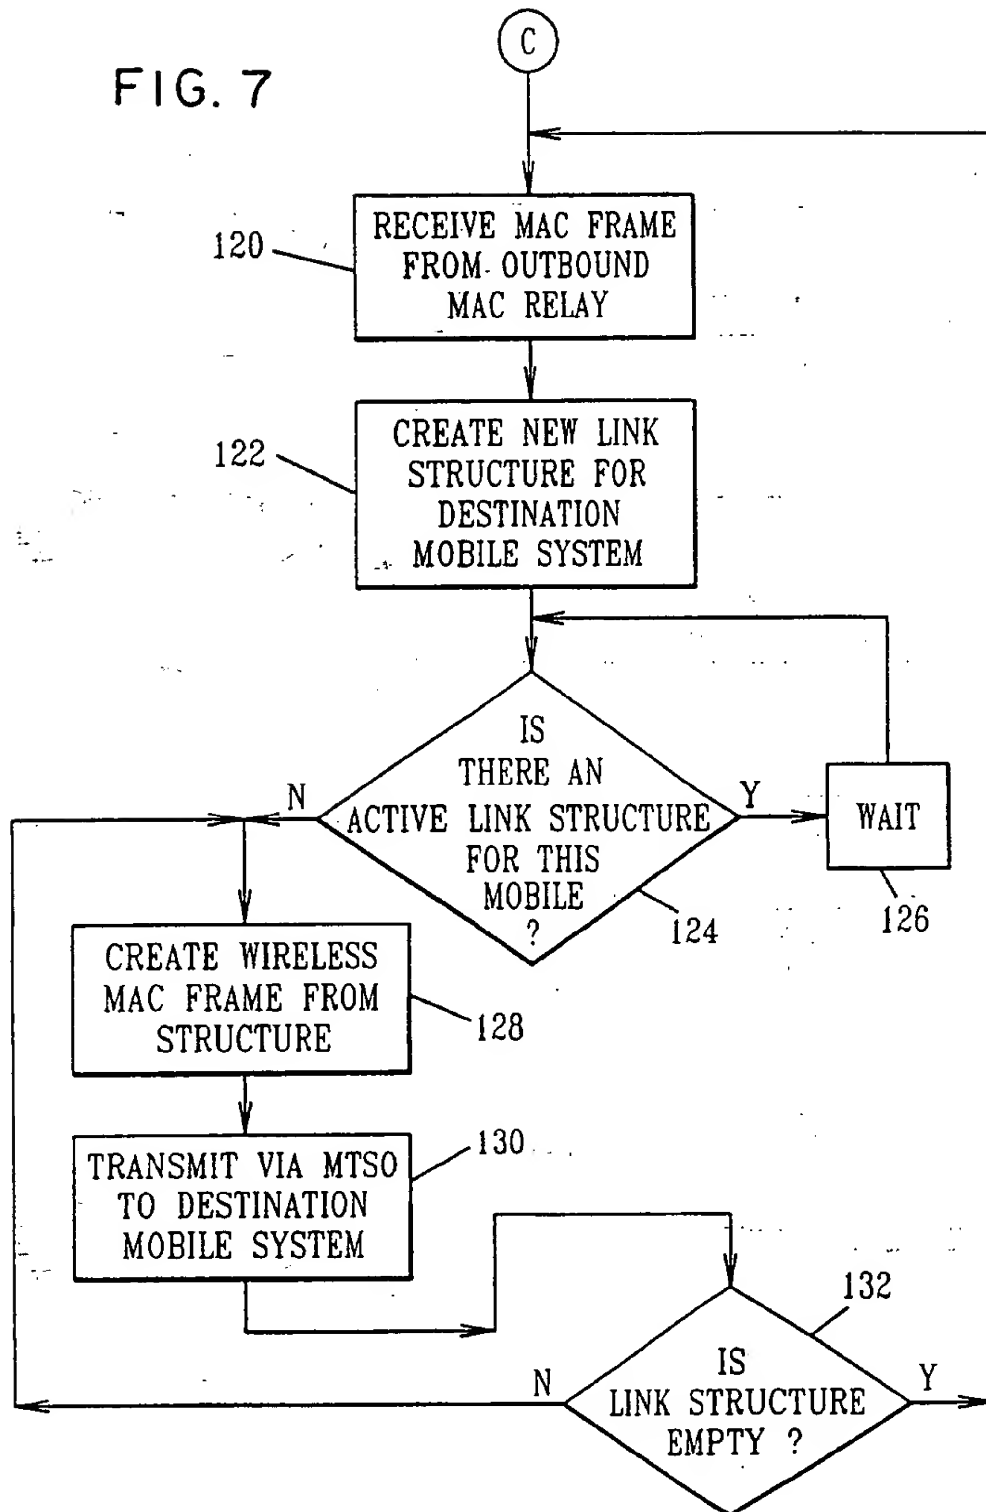 C
FIG. 7
RECEIVE MAC FRAME
FROM OUTBOUND
MAC RELAY
120
CREATE NEW LINK
STRUCTURE FOR
DESTINATION
MOBILE SYSTEM
122
IS
THERE AN
ACTIVE LINK STRUCTURE
FOR THIS
MOBILE
?
N
Y
124
WAIT
126
CREATE WIRELESS
MAC FRAME FROM
STRUCTURE
128
TRANSMIT VIA MTSO
TO DESTINATION
MOBILE SYSTEM
130
132
IS
LINK STRUCTURE
EMPTY ?
N
Y